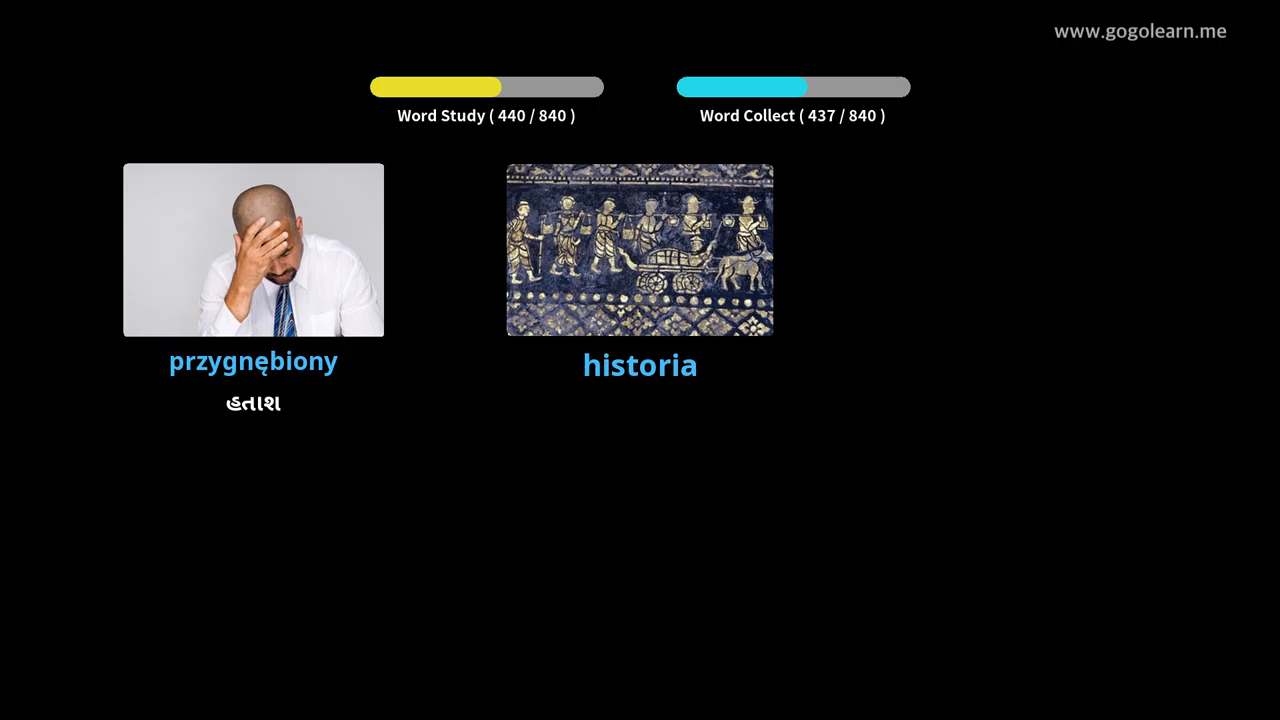 www.gogolearn.me
Word Study ( 440 / 840 )
Word Collect ( 437 / 840 )
przygnębiony
historia
હતાશ